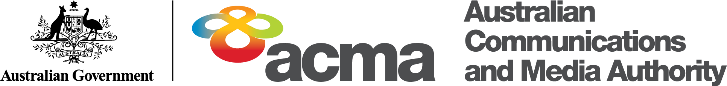 Australian Government
acma
Australian
Communications
and Media Authority